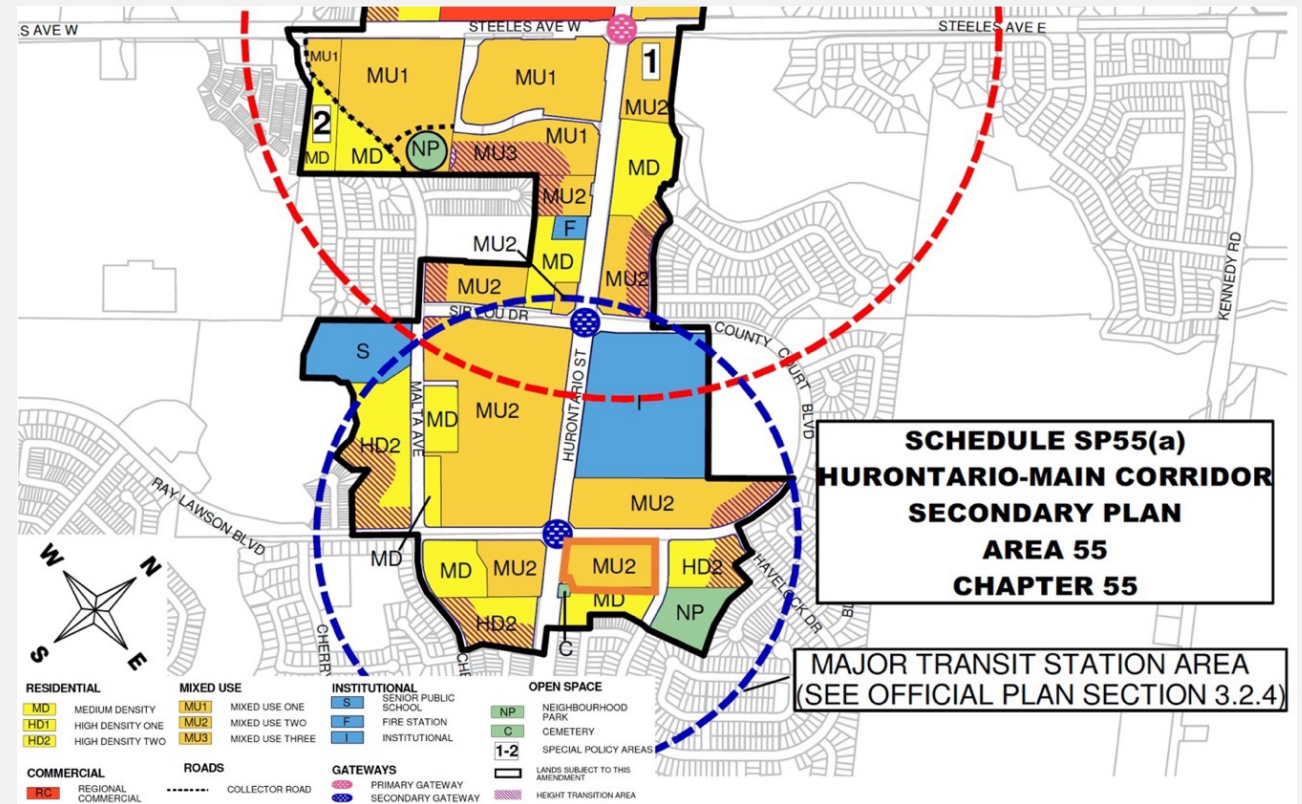 S AVE W
STEELES AVE W
STEELES AVE E
MU1
MU1
MU1
1
MU2
2
MD
MD
NP
MU3
MU1
MD
MU2
F
MU2
MD
MU2
MU2
SIR LOU DR
COUNTY COURT BLVD
KENNEDY RD
S
MALTA AVE
MD
MU2
HURONTARIO ST
I
HD2
MU2
RAY LAWSON BLVD
MD
MD
MU2
MU2
HD2
HAVELOCK DR
BL
HD2
MD
NP
C
CHERRY
CHE
SCHEDULE SP55(a)
HURONTARIO-MAIN CORRIDOR
SECONDARY PLAN
AREA 55
CHAPTER 55
MAJOR TRANSIT STATION AREA
(SEE OFFICIAL PLAN SECTION 3.2.4)
W
N
S
E
RESIDENTIAL
MD MEDIUM DENSITY
HD1 HIGH DENSITY ONE
HD2 HIGH DENSITY TWO
COMMERCIAL
RC REGIONAL
COMMERCIAL
MIXED USE
MU1 MIXED USE ONE
MU2 MIXED USE TWO
MU3 MIXED USE THREE
ROADS
COLLECTOR ROAD
INSTITUTIONAL
S SENIOR PUBLIC
SCHOOL
F FIRE STATION
I INSTITUTIONAL
GATEWAYS
PRIMARY GATEWAY
SECONDARY GATEWAY
OPEN SPACE
NP NEIGHBOURHOOD
PARK
C CEMETERY
1-2 SPECIAL POLICY AREAS
LANDS SUBJECT TO THIS
AMENDMENT
HEIGHT TRANSITION AREA